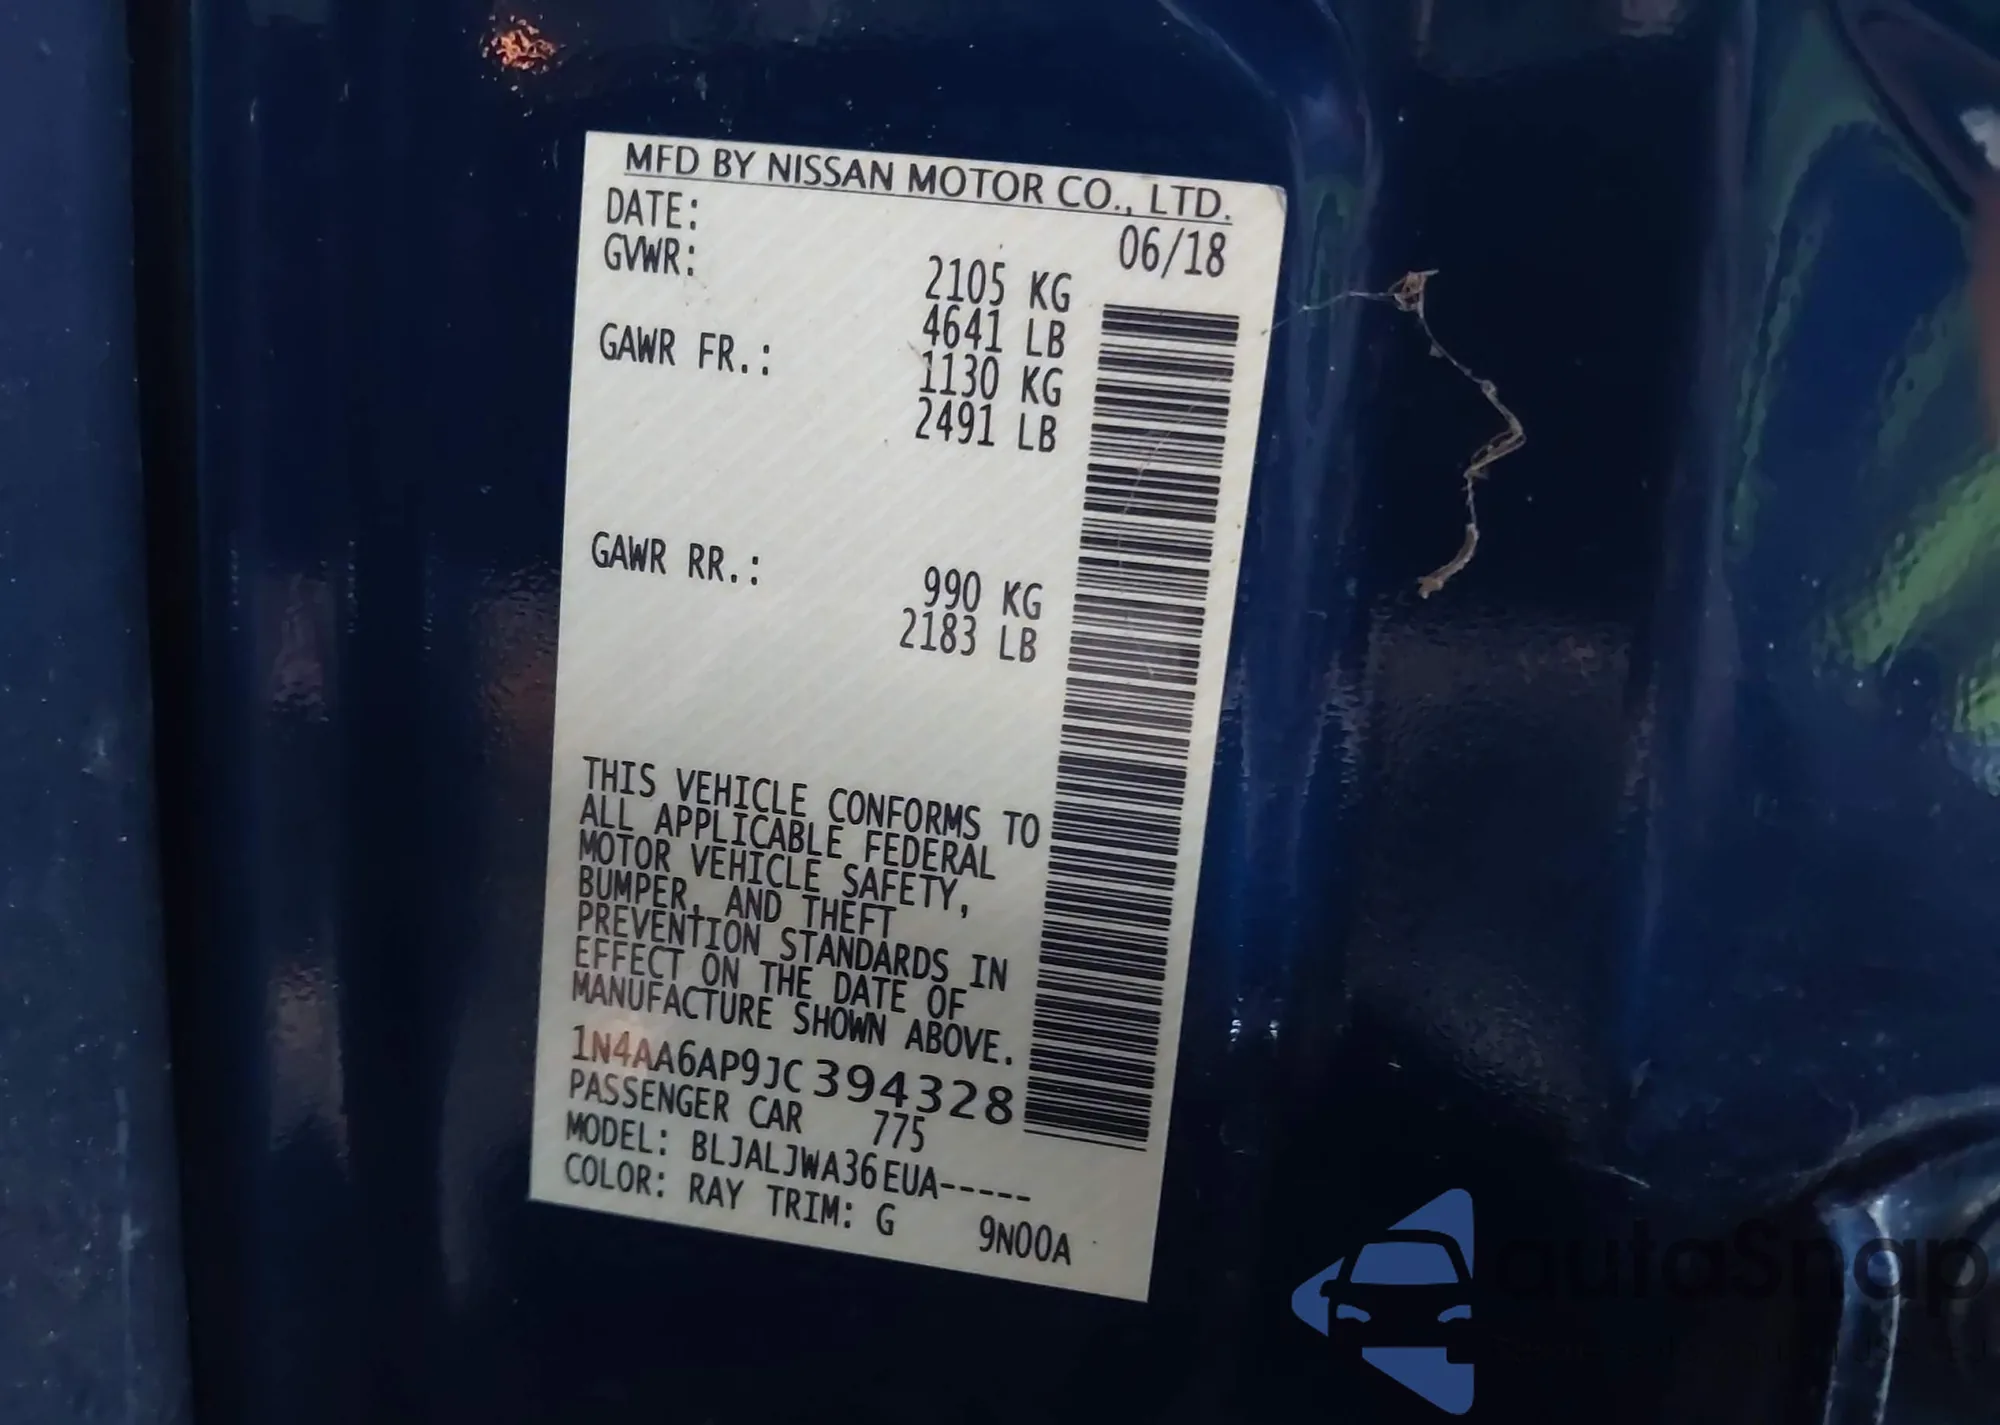 MFD BY NISSAN MOTOR CO., LTD.
DATE: 06/18
GVWR: 2105 KG
4641 LB
GAWR FR.: 1130 KG
2491 LB
GAWR RR.: 990 KG
2183 LB
THIS VEHICLE CONFORMS TO
ALL APPLICABLE FEDERAL
MOTOR VEHICLE SAFETY,
BUMPER, AND THEFT
PREVENTION STANDARDS IN
EFFECT ON THE DATE OF
MANUFACTURE SHOWN ABOVE.
1N4AA6AP9JC394328
PASSENGER CAR 775
MODEL: BLJALJWA36EUA-----
COLOR: RAY TRIM: G 9N00A
autoSnap